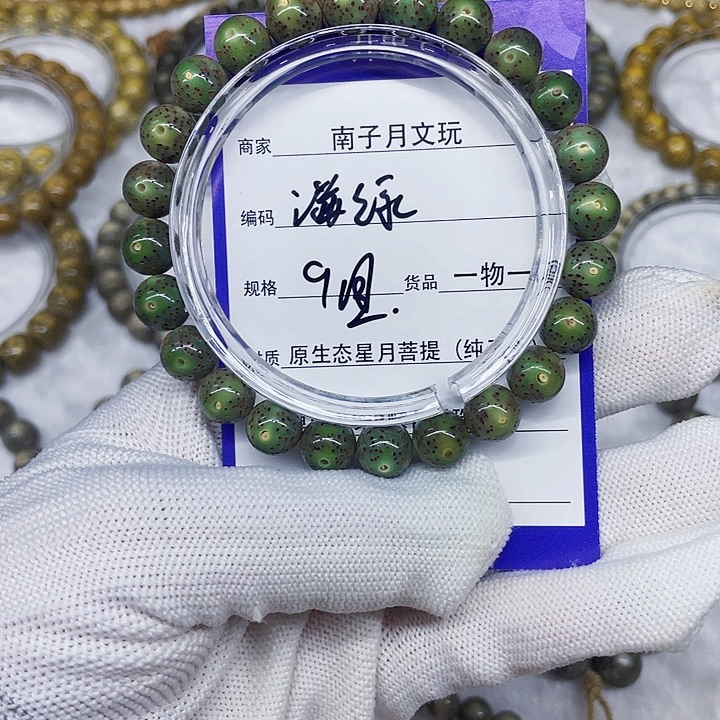 商家 南子月文玩
编码 海绿
规格 9 货品 一物一
质 原生态星月菩提（纯